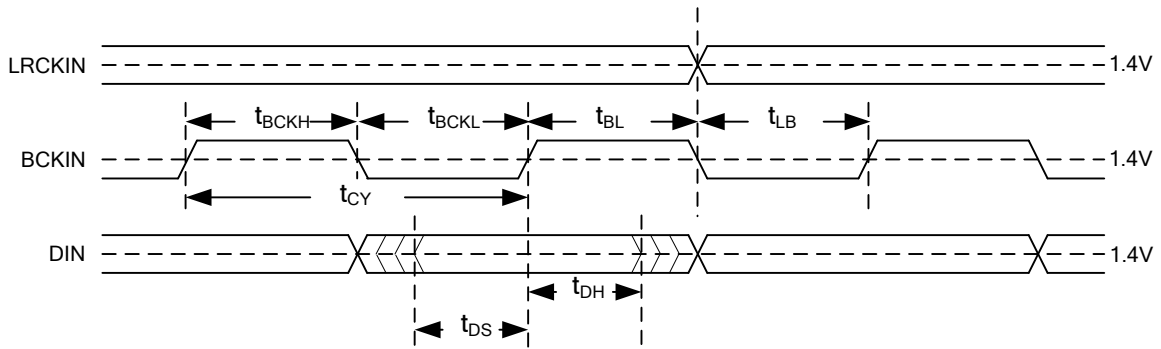 LRCKIN 1.4V
tBCKH tBCKL tBL tLB
BCKIN 1.4V
tCY
DIN 1.4V
tDH
tDS